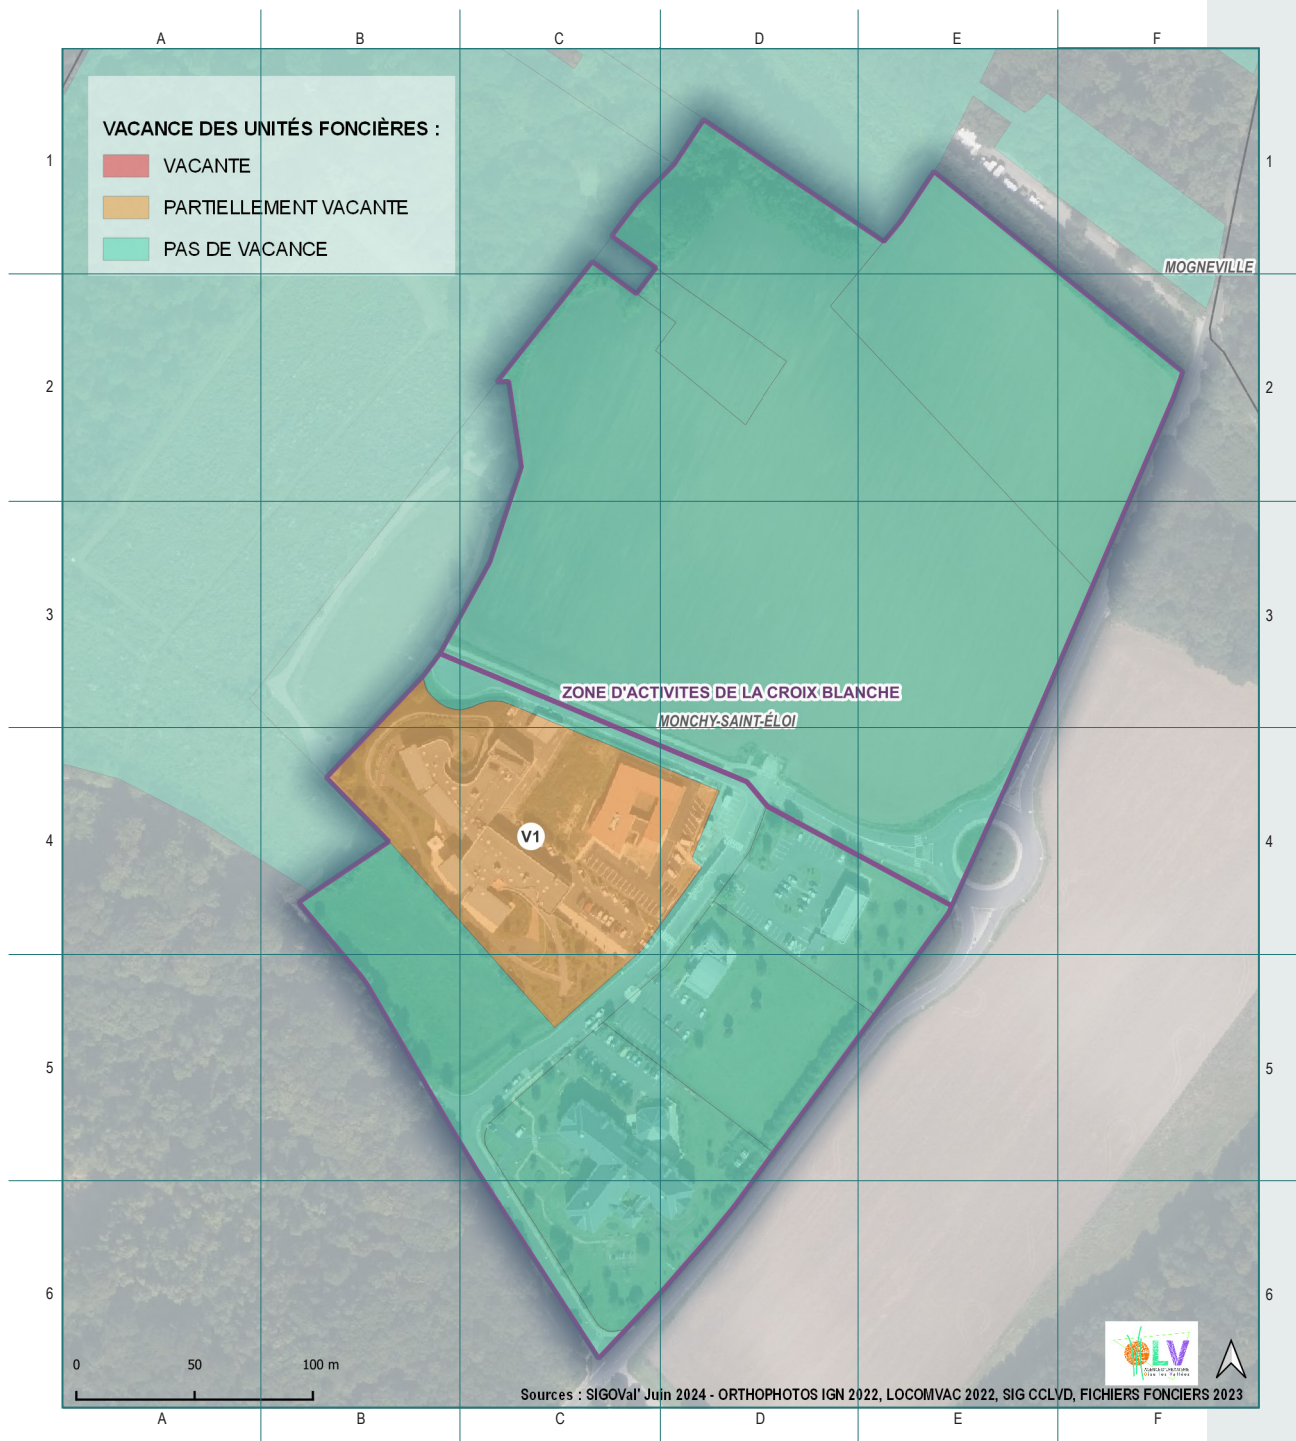 A B C D E F
VACANCE DES UNITÉS FONCIÈRES :
VACANTE
PARTIELLEMENT VACANTE
PAS DE VACANCE
1 1
MOGNEVILLE
2 2
3 3
ZONE D'ACTIVITES DE LA CROIX BLANCHE
MONCHY-SAINT-ÉLOI
V1
4 4
5 5
6 6
LV
0 50 100 m
Sources : SIGOVal' Juin 2024 - ORTHOPHOTOS IGN 2022, LOCOMVAC 2022, SIG CCLVD, FICHIERS FONCIERS 2023
A B C D E F